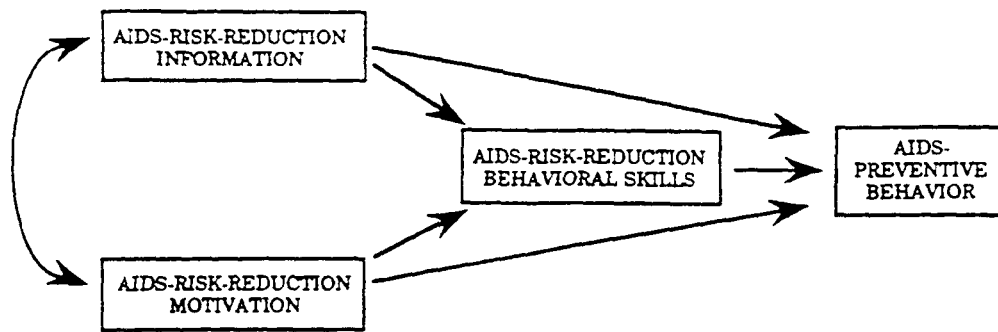 AIDS-RISK-REDUCTION
INFORMATION
AIDS-RISK-REDUCTION
BEHAVIORAL SKILLS
AIDS-
PREVENTIVE
BEHAVIOR
AIDS-RISK-REDUCTION
MOTIVATION